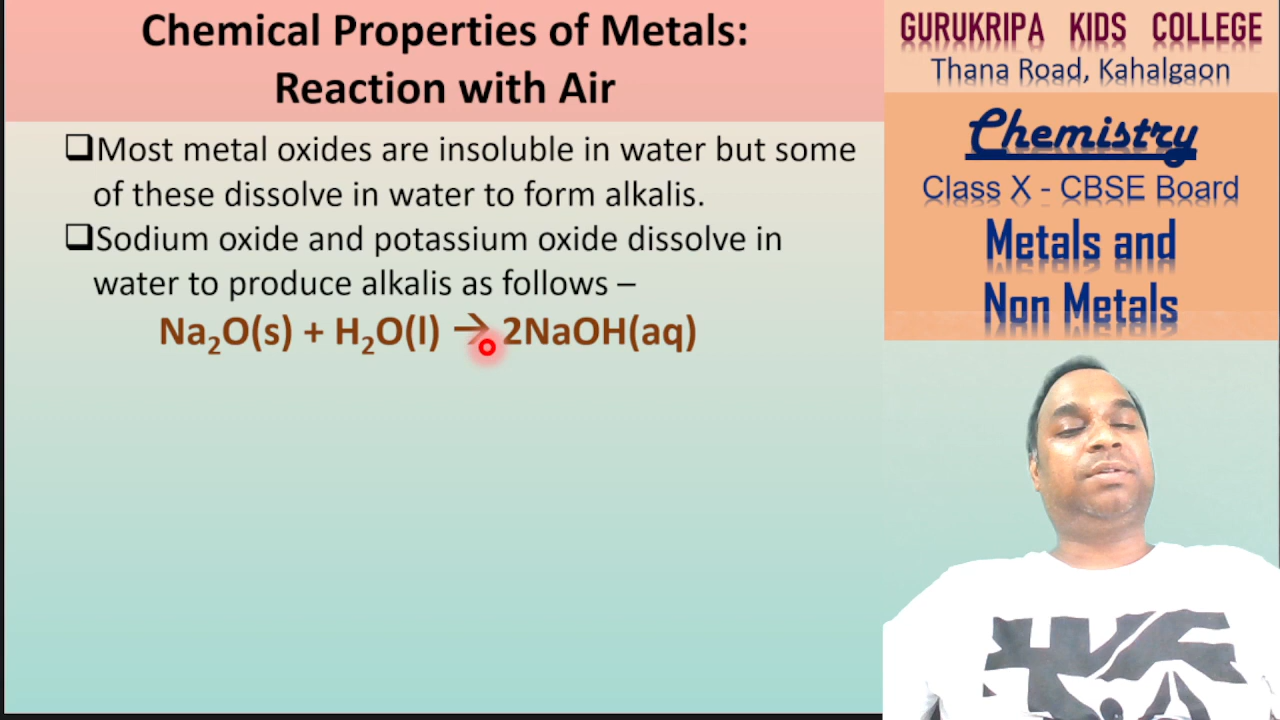 Chemical Properties of Metals:
Reaction with Air
❑Most metal oxides are insoluble in water but some
of these dissolve in water to form alkalis.
❑Sodium oxide and potassium oxide dissolve in
water to produce alkalis as follows –
Na₂O(s) + H₂O(l) → 2NaOH(aq)
GURUKRIPA KIDS COLLEGE
Thana Road, Kahalgaon
Chemistry
Class X - CBSE Board
Metals and
Non Metals